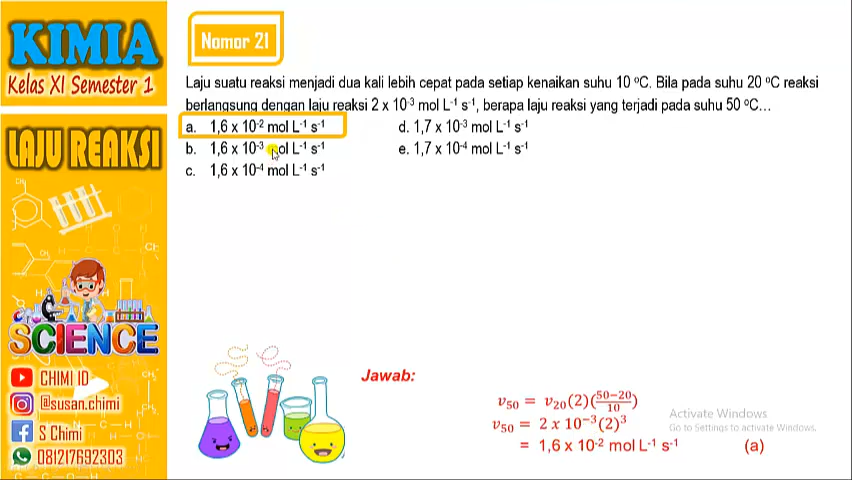 KIMIA
Kelas XI Semester 1
LAJU REAKSI
SCIENCE
CHIMI ID
@susan.chimi
S Chimi
081217692303
Nomor 21
Laju suatu reaksi menjadi dua kali lebih cepat pada setiap kenaikan suhu 10 ⁰C. Bila pada suhu 20 ⁰C reaksi
berlangsung dengan laju reaksi 2 x 10⁻³ mol L⁻¹ s⁻¹, berapa laju reaksi yang terjadi pada suhu 50 ⁰C...
a. 1,6 x 10⁻² mol L⁻¹ s⁻¹ d. 1,7 x 10⁻³ mol L⁻¹ s⁻¹
b. 1,6 x 10⁻³ mol L⁻¹ s⁻¹ e. 1,7 x 10⁻⁴ mol L⁻¹ s⁻¹
c. 1,6 x 10⁻⁴ mol L⁻¹ s⁻¹
Jawab:
v₅₀ = v₂₀(2)(50−20/10)
v₅₀ = 2 x 10⁻³(2)³
= 1,6 x 10⁻² mol L⁻¹ s⁻¹ (a)
Activate Windows
Go to Settings to activate Windows.